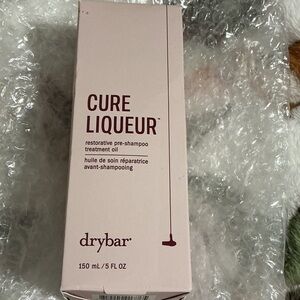 CURE
LIQUEUR™
restorative pre-shampoo
treatment oil
huile de soin réparatrice
avant-shampooing
drybar®
150 mL / 5 FL OZ